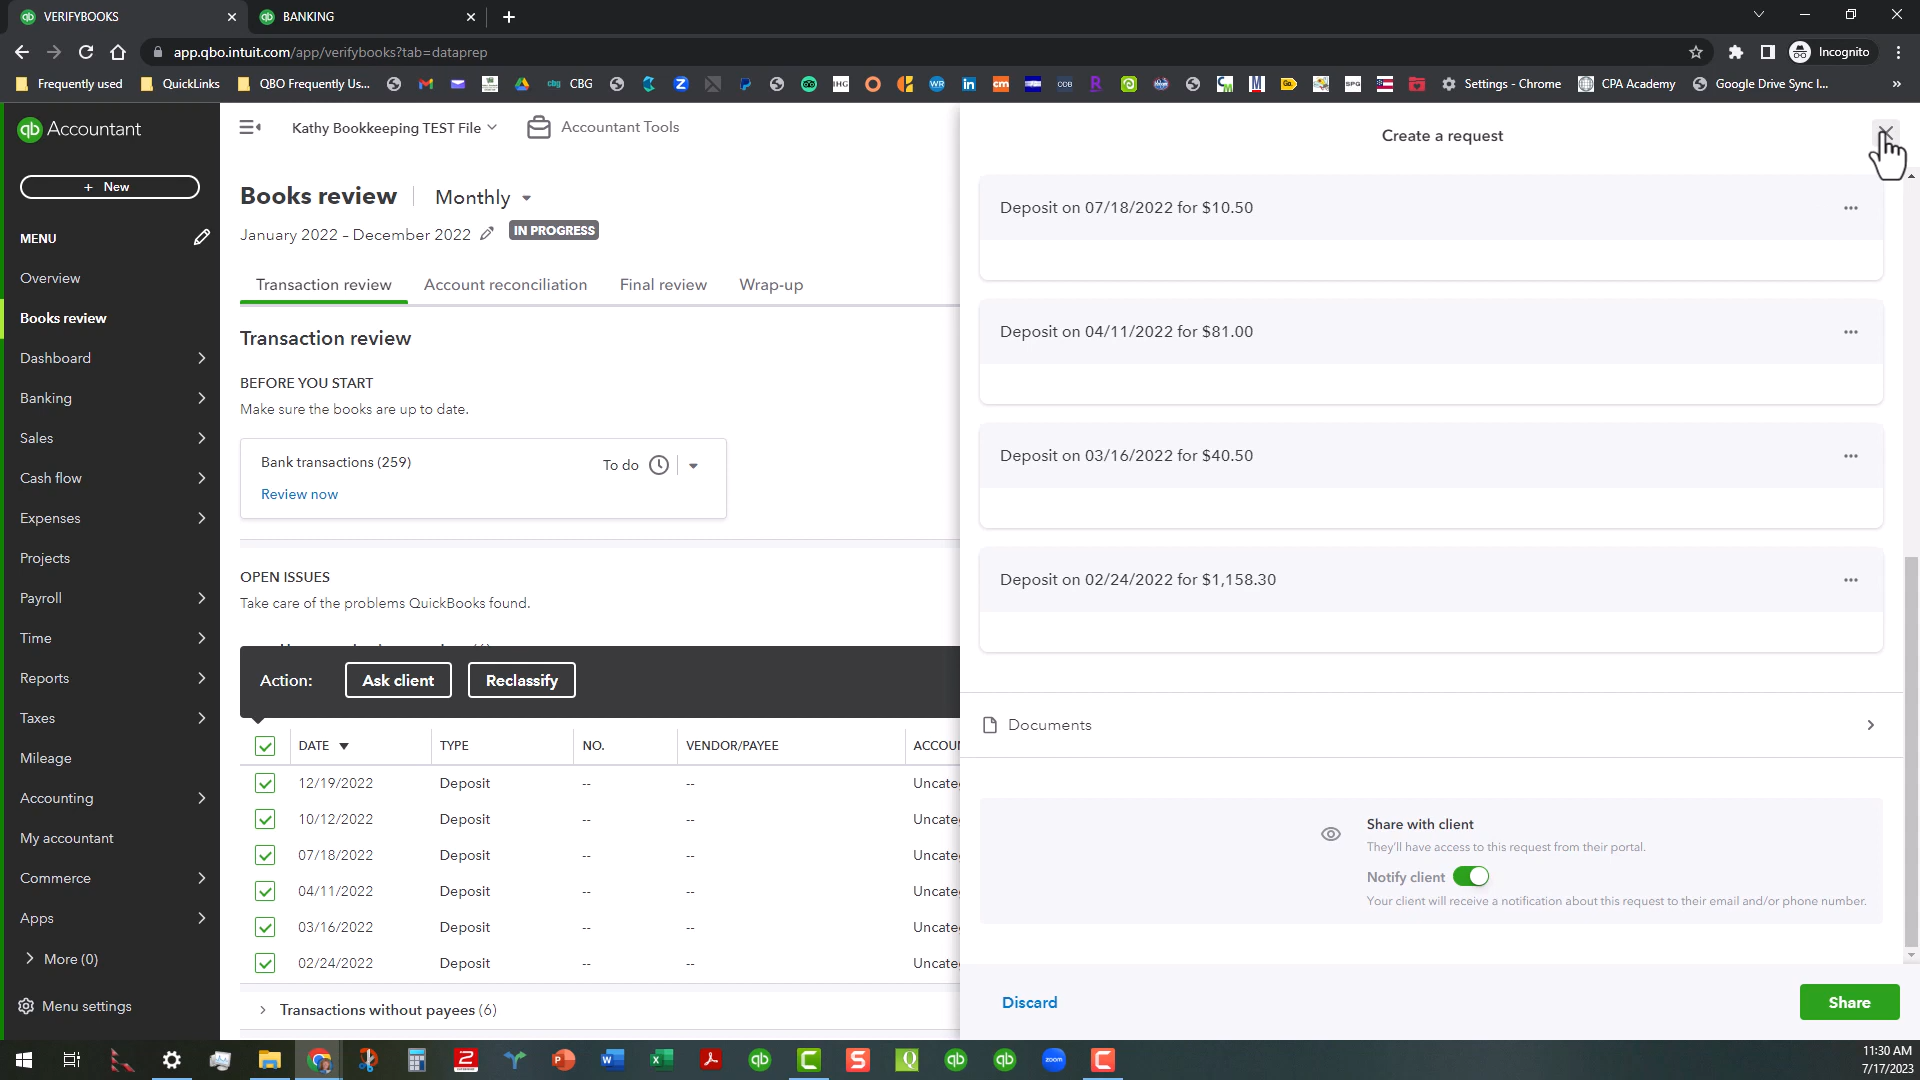 VERIFYBOOKS
BANKING
app.qbo.intuit.com/app/verifybooks?tab=dataprep
Incognito
Frequently used
QuickLinks
QBO Frequently Us...
CBG
Settings - Chrome
CPA Academy
Google Drive Sync I...
qb Accountant
Kathy Bookkeeping TEST File
Accountant Tools
Create a request
+ New
MENU
Overview
Books review
Dashboard
Banking
Sales
Cash flow
Expenses
Projects
Payroll
Time
Reports
Taxes
Mileage
Accounting
My accountant
Commerce
Apps
More (0)
Menu settings
Books review
Monthly
January 2022 – December 2022
IN PROGRESS
Transaction review
Account reconciliation
Final review
Wrap-up
Transaction review
BEFORE YOU START
Make sure the books are up to date.
Bank transactions (259)
To do
Review now
OPEN ISSUES
Take care of the problems QuickBooks found.
Action:
Ask client
Reclassify
DATE TYPE NO. VENDOR/PAYEE ACCOU
12/19/2022 Deposit -- -- Uncate
10/12/2022 Deposit -- -- Uncate
07/18/2022 Deposit -- -- Uncate
04/11/2022 Deposit -- -- Uncate
03/16/2022 Deposit -- -- Uncate
02/24/2022 Deposit -- -- Uncate
Transactions without payees (6)
Deposit on 07/18/2022 for $10.50
Deposit on 04/11/2022 for $81.00
Deposit on 03/16/2022 for $40.50
Deposit on 02/24/2022 for $1,158.30
Documents
Share with client
They'll have access to this request from their portal.
Notify client
Your client will receive a notification about this request to their email and/or phone number.
Discard
Share
11:30 AM
7/17/2023